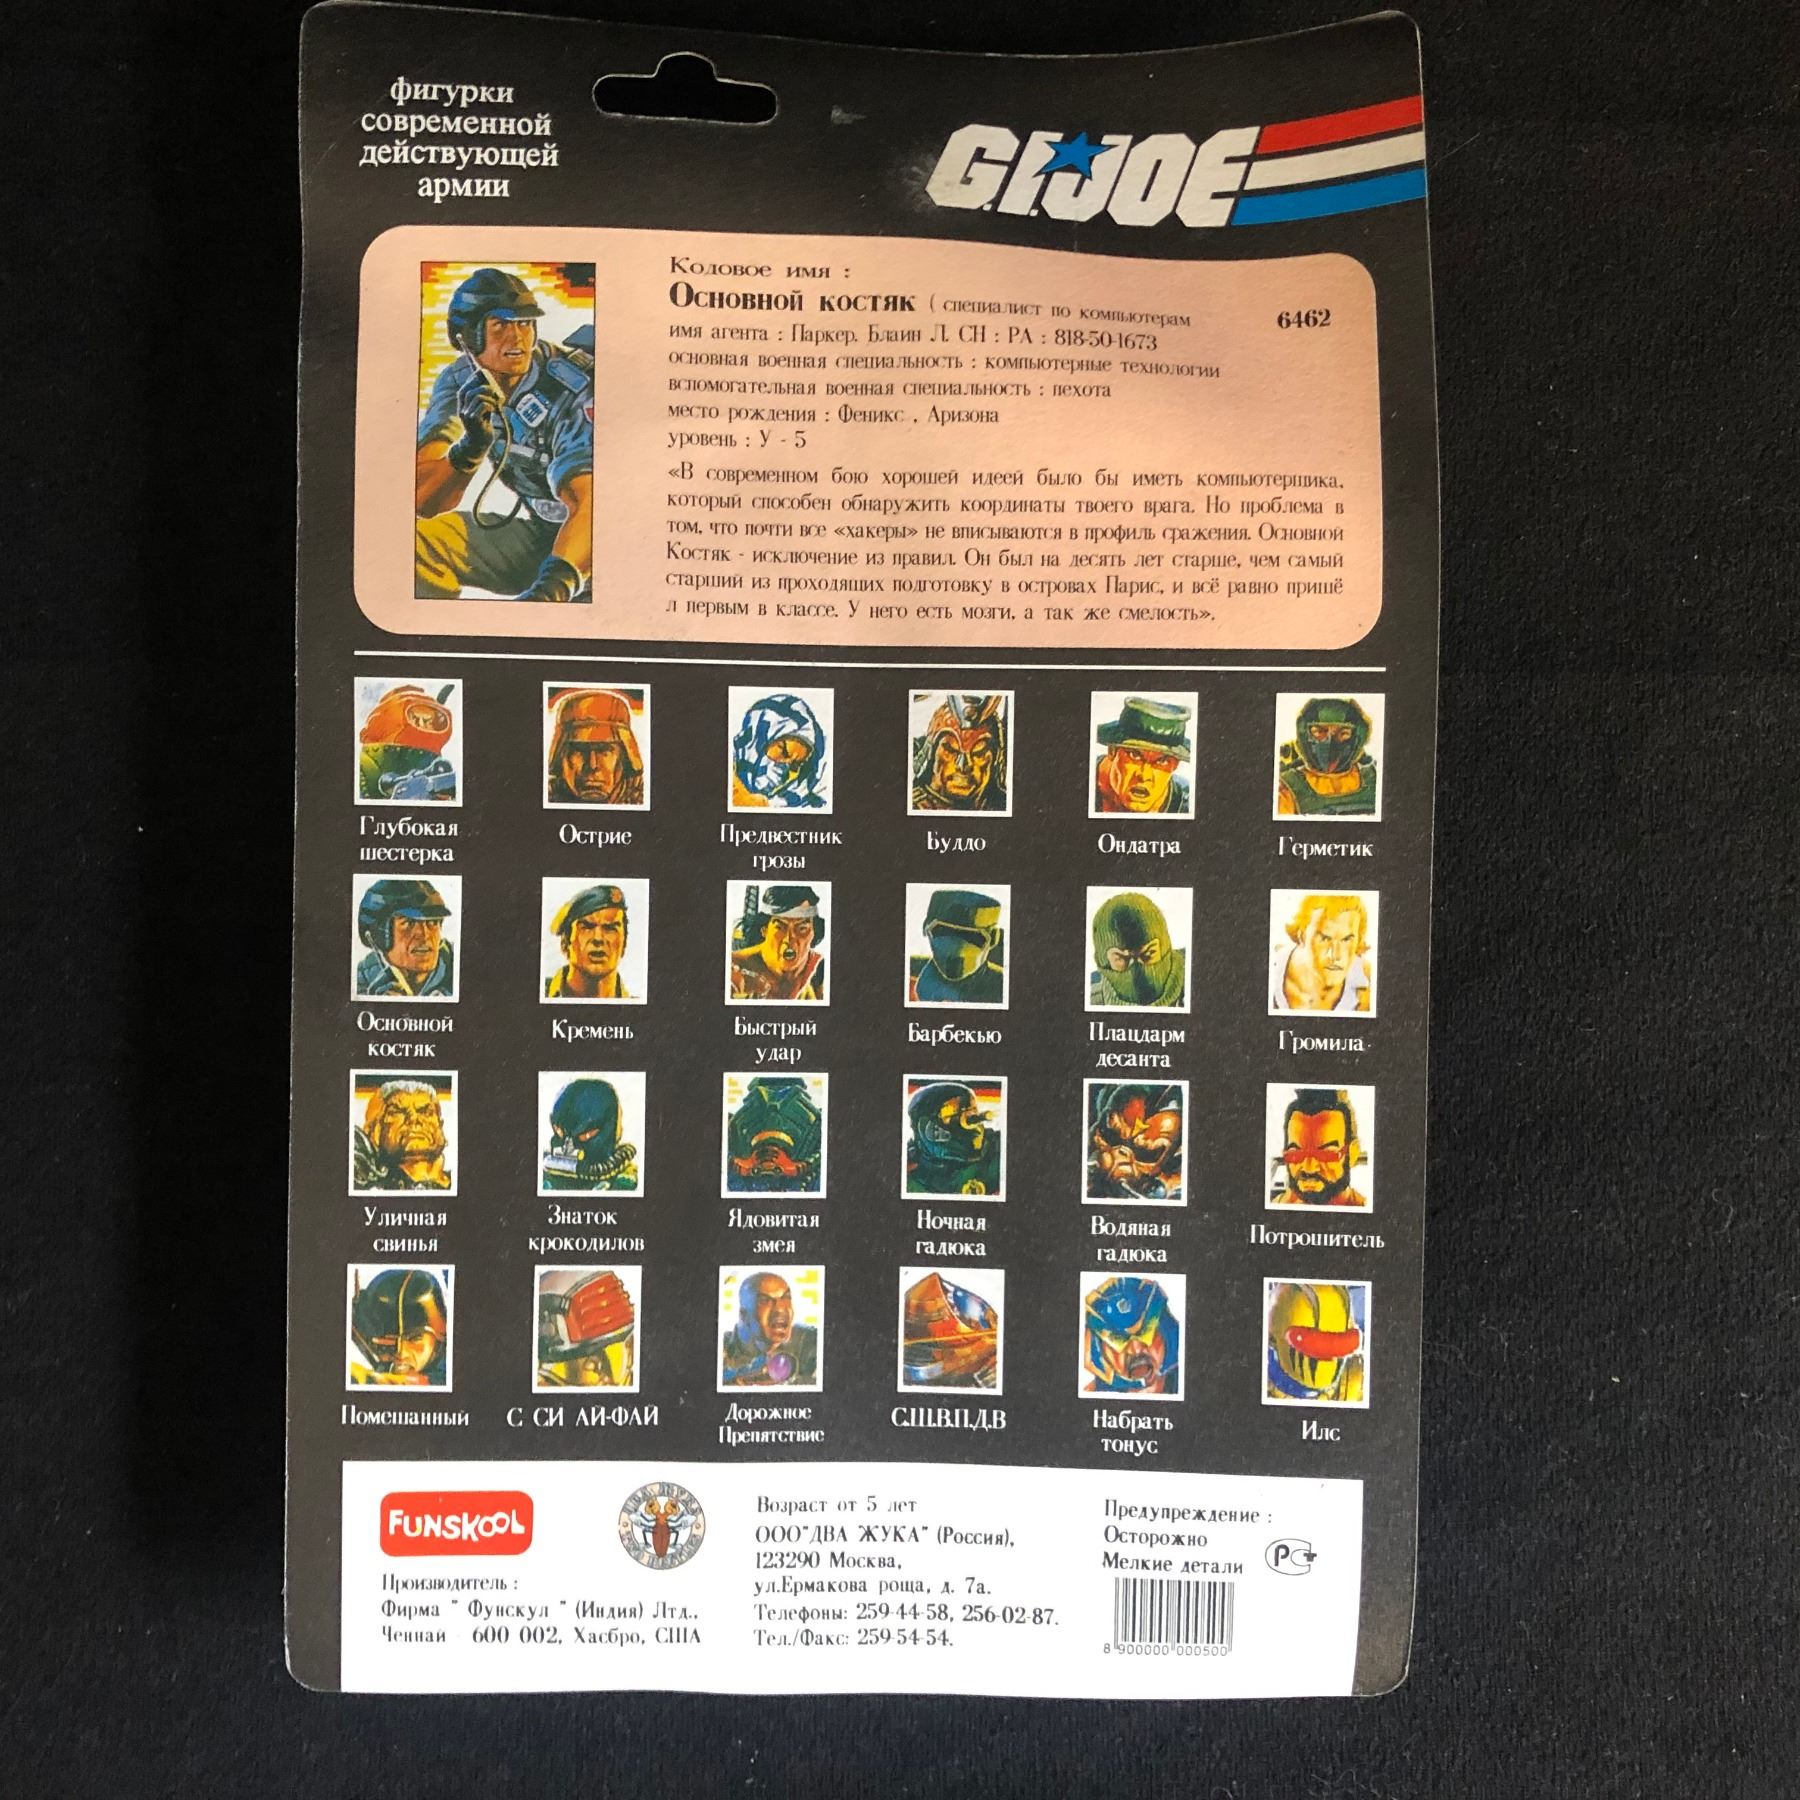 фигурки
современной
действующей
армии
G.I.JOE
Кодовое имя :
Основной костяк ( специалист по компьютерам
6462
имя агента : Паркер. Блаин Л. СН : РА : 818-50-1673
основная военная специальность : компьютерные технологии
вспомогательная военная специальность : пехота
место рождения : Феникс , Аризона
уровень : У - 5
«В современном бою хорошей идеей было бы иметь компьютершика,
который способен обнаружить координаты твоего врага. Но проблема в
том, что почти все «хакеры» не вписываются в профиль сражения. Основной
Костяк - исключение из правил. Он был на десять лет старше, чем самый
старший из проходящих подготовку в островах Парис, и всё равно пришё
л первым в классе. У него есть мозги, а так же смелость».
Глубокая
шестерка
Острие
Предвестник
грозы
Буддо
Ондатра
Герметик
Основной
костяк
Кремень
Быстрый
удар
Барбекью
Плацдарм
десанта
Громила
Уличная
свинья
Знаток
крокодилов
Ядовитая
змея
Ночная
гадюка
Водяная
гадюка
Потрошитель
Помешанный
С СИ АЙ-ФАЙ
Дорожное
Препятствие
С.Ш.В.П.Д.В
Набрать
тонус
Илс
FUNSKOOL
Производитель :
Фирма " Фунскул " (Индия) Лтд.,
Ченнай - 600 002, Хасбро, США
Возраст от 5 лет
ООО"ДВА ЖУКА" (Россия),
123290 Москва,
ул.Ермакова роща, д. 7а.
Телефоны: 259-44-58, 256-02-87.
Тел./Факс: 259-54-54.
Предупреждение :
Осторожно
Мелкие детали
РСТ
8 900000 000500